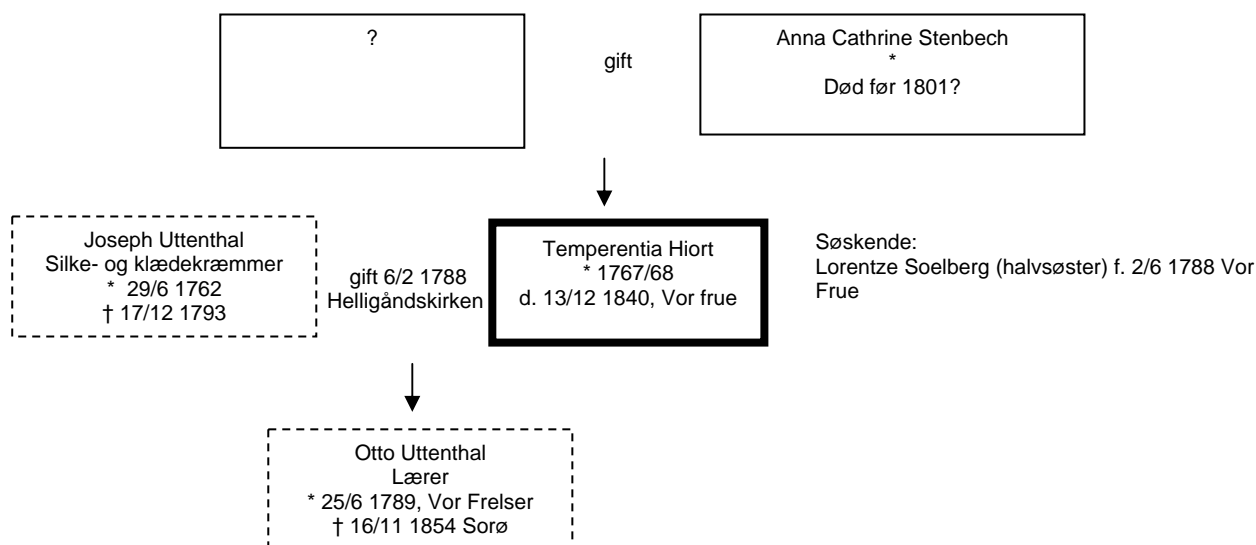 ?
gift
Anna Cathrine Stenbech
*
Død før 1801?
Joseph Uttenthal
Silke- og klædekræmmer
* 29/6 1762
† 17/12 1793
gift 6/2 1788
Helligåndskirken
Temperentia Hiort
* 1767/68
d. 13/12 1840, Vor frue
Søskende:
Lorentze Soelberg (halvsøster) f. 2/6 1788 Vor
Frue
Otto Uttenthal
Lærer
* 25/6 1789, Vor Frelser
† 16/11 1854 Sorø